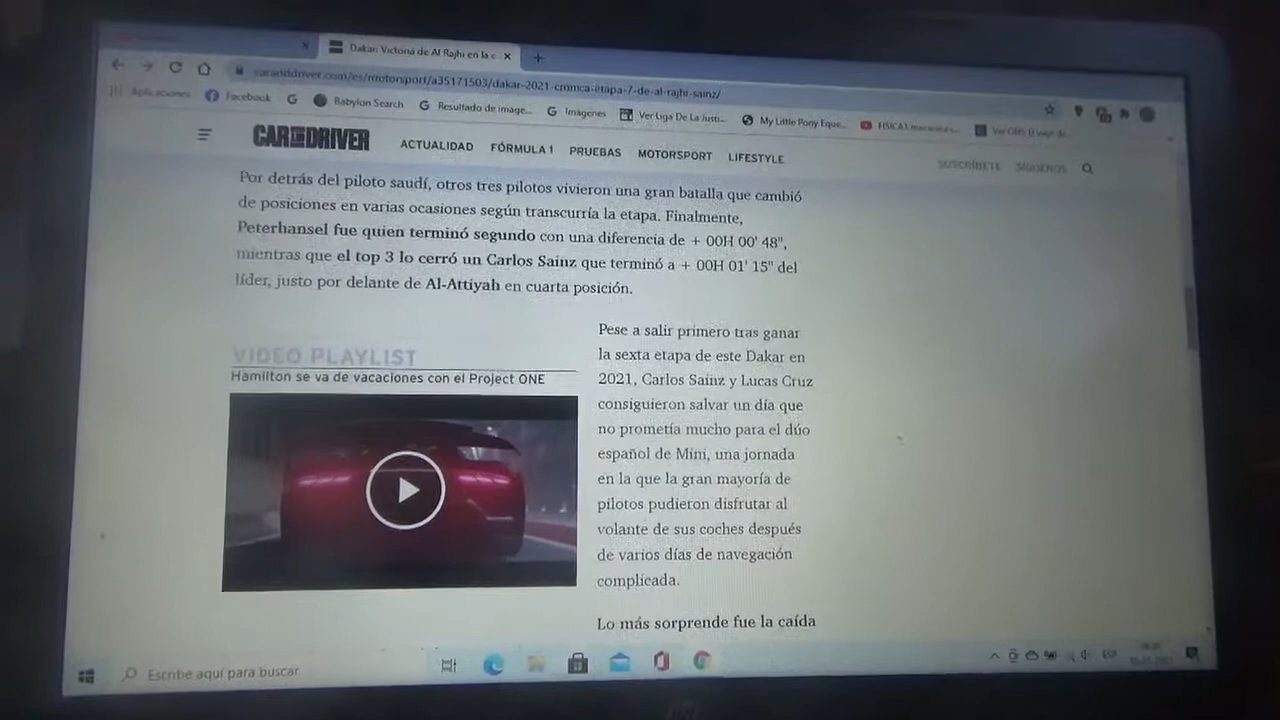 Dakar Victoria de Al Rajhi en la c
caranddriver.com/es/motorsport/a35171503/dakar-2021-cronica-etapa-7-de-al-rajhi-sainz/
Aplicaciones Facebook Babylon Search Resultado de image... Imágenes Ver Liga De La Justi... My Little Pony Eque...
CAR AND DRIVER ACTUALIDAD FÓRMULA 1 PRUEBAS MOTORSPORT LIFESTYLE SUSCRÍBETE SÍGUENOS
Por detrás del piloto saudí, otros tres pilotos vivieron una gran batalla que cambió
de posiciones en varias ocasiones según transcurría la etapa. Finalmente,
Peterhansel fue quien terminó segundo con una diferencia de + 00H 00' 48",
mientras que el top 3 lo cerró un Carlos Sainz que terminó a + 00H 01' 15" del
líder, justo por delante de Al-Attiyah en cuarta posición.
VIDEO PLAYLIST
Hamilton se va de vacaciones con el Project ONE
Pese a salir primero tras ganar
la sexta etapa de este Dakar en
2021, Carlos Sainz y Lucas Cruz
consiguieron salvar un día que
no prometía mucho para el dúo
español de Mini, una jornada
en la que la gran mayoría de
pilotos pudieron disfrutar al
volante de sus coches después
de varios días de navegación
complicada.
Lo más sorprende fue la caída
Escribe aquí para buscar
ESP
hp